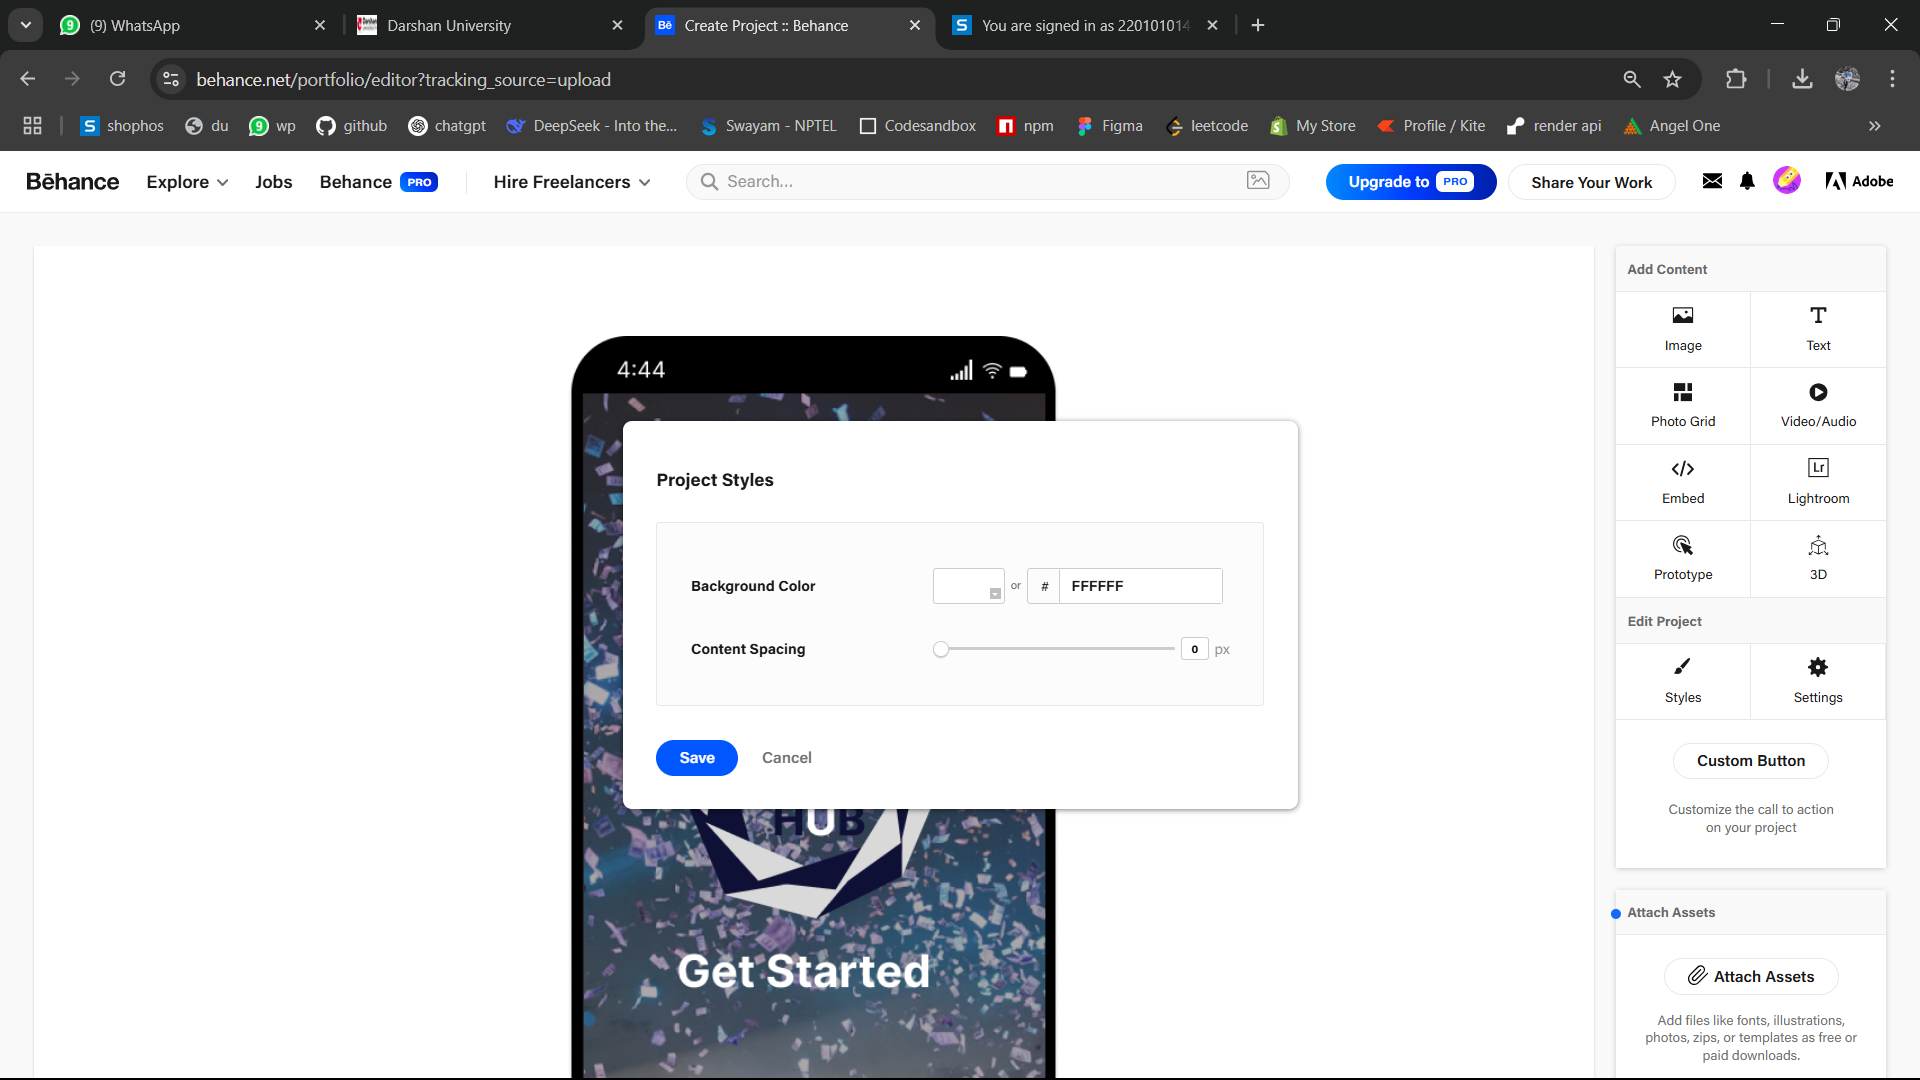 (9) WhatsApp
Darshan University
Bē Create Project :: Behance
S You are signed in as 220101014
behance.net/portfolio/editor?tracking_source=upload
S shophos
du
9 wp
github
chatgpt
DeepSeek - Into the...
Swayam - NPTEL
Codesandbox
npm
Figma
leetcode
My Store
Profile / Kite
render api
Angel One
Bēhance
Explore
Jobs
Behance PRO
Hire Freelancers
Search...
Upgrade to PRO
Share Your Work
Adobe
4:44
Project Styles
Background Color
or
# FFFFFF
Content Spacing
0 px
Save
Cancel
HUB
Get Started
Add Content
Image
Text
Photo Grid
Video/Audio
Embed
Lr
Lightroom
Prototype
3D
Edit Project
Styles
Settings
Custom Button
Customize the call to action
on your project
Attach Assets
Attach Assets
Add files like fonts, illustrations,
photos, zips, or templates as free or
paid downloads.